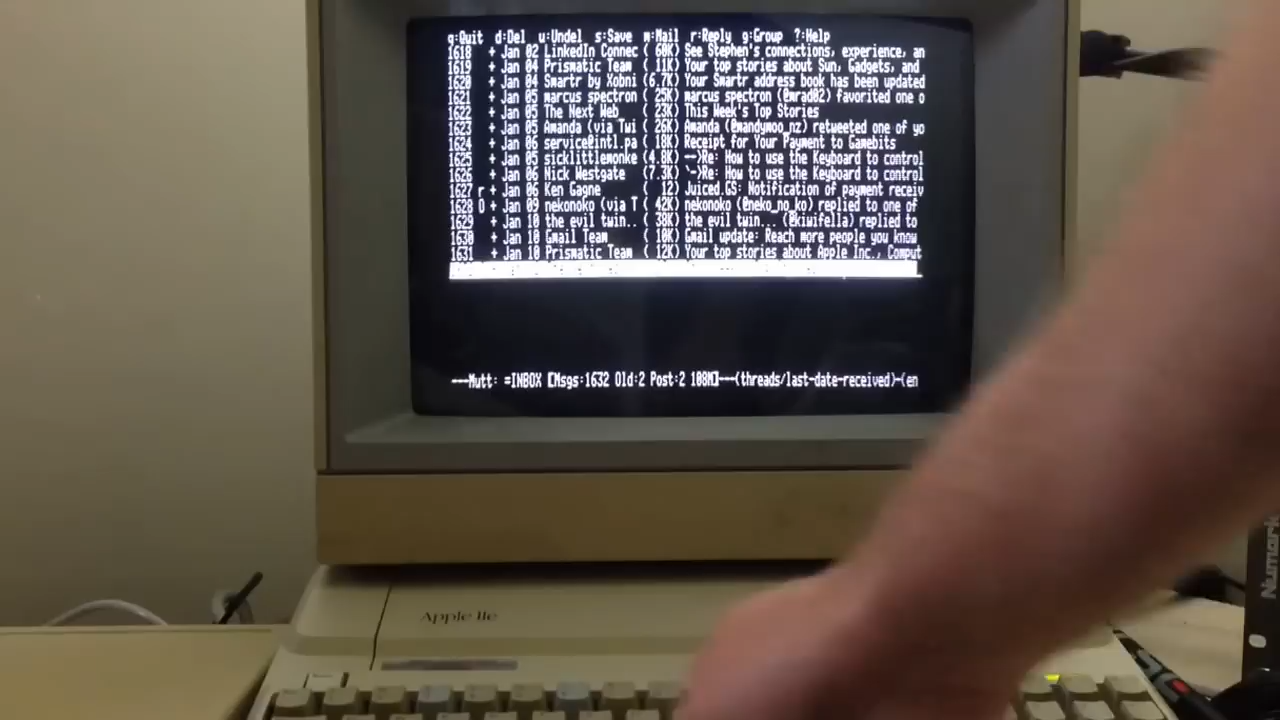 q:Quit d:Del u:Undel s:Save m:Mail r:Reply g:Group ?:Help
1618 + Jan 02 LinkedIn Connec ( 60K) See Stephen's connections, experience, an
1619 + Jan 04 Prismatic Team ( 11K) Your top stories about Sun, Gadgets, and
1620 + Jan 04 Smartr by Xobni (6.7K) Your Smartr address book has been updated
1621 + Jan 05 marcus spectron ( 25K) marcus spectron (@mrad02) favorited one o
1622 + Jan 05 The Next Web ( 23K) This Week's Top Stories
1623 + Jan 05 Amanda (via Twi ( 26K) Amanda (@mandymoo_nz) retweeted one of yo
1624 + Jan 06 service@intl.pa ( 18K) Receipt for Your Payment to Gamebits
1625 + Jan 05 sicklittlemonke (4.8K) -->Re: How to use the Keyboard to control
1626 + Jan 06 Nick Westgate (7.3K) `->Re: How to use the Keyboard to control
1627 r + Jan 06 Ken Gagne ( 12) Juiced.GS: Notification of payment receiv
1628 O + Jan 09 nekonoko (via T ( 42K) nekonoko (@neko_no_ko) replied to one of
1629 + Jan 10 the evil twin.. ( 38K) the evil twin... (@kiwifella) replied to
1630 + Jan 10 Gmail Team ( 10K) Gmail update: Reach more people you know
1631 + Jan 10 Prismatic Team ( 12K) Your top stories about Apple Inc., Comput
---Mutt: =INBOX [Msgs:1632 Old:2 Post:2 108M]---(threads/last-date-received)-(en
Apple IIe
Numark